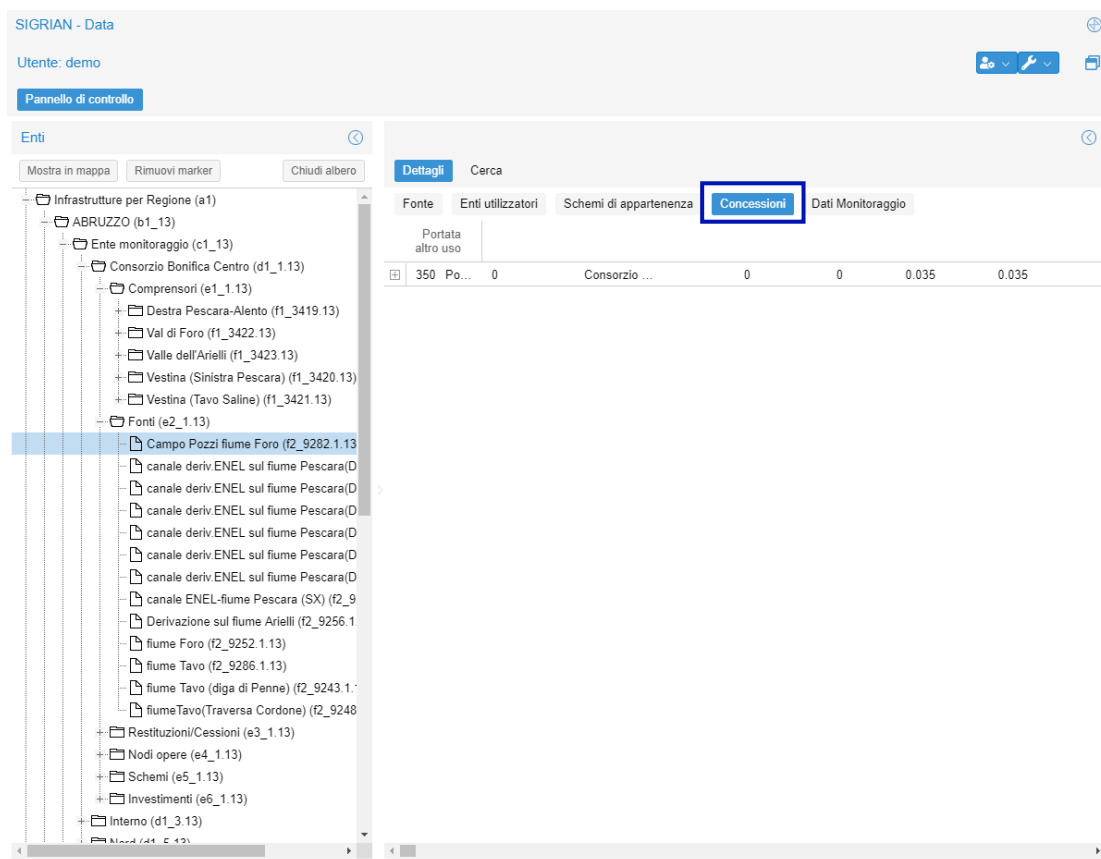 SIGRIAN - Data
Utente: demo
Pannello di controllo
Enti
Mostra in mappa Rimuovi marker Chiudi albero
Infrastrutture per Regione (a1)
ABRUZZO (b1_13)
Ente monitoraggio (c1_13)
Consorzio Bonifica Centro (d1_1.13)
Comprensori (e1_1.13)
Destra Pescara-Alento (f1_3419.13)
Val di Foro (f1_3422.13)
Valle dell'Arielli (f1_3423.13)
Vestina (Sinistra Pescara) (f1_3420.13)
Vestina (Tavo Saline) (f1_3421.13)
Fonti (e2_1.13)
Campo Pozzi fiume Foro (f2_9282.1.13
canale deriv.ENEL sul fiume Pescara(D
canale deriv.ENEL sul fiume Pescara(D
canale deriv.ENEL sul fiume Pescara(D
canale deriv.ENEL sul fiume Pescara(D
canale deriv.ENEL sul fiume Pescara(D
canale deriv.ENEL sul fiume Pescara(D
canale ENEL-fiume Pescara (SX) (f2_9
Derivazione sul fiume Arielli (f2_9256.1
fiume Foro (f2_9252.1.13)
fiume Tavo (f2_9286.1.13)
fiume Tavo (diga di Penne) (f2_9243.1.
fiumeTavo(Traversa Cordone) (f2_9248
Restituzioni/Cessioni (e3_1.13)
Nodi opere (e4_1.13)
Schemi (e5_1.13)
Investimenti (e6_1.13)
Interno (d1_3.13)
Nord (d1_5.13)
Dettagli Cerca
Fonte Enti utilizzatori Schemi di appartenenza Concessioni Dati Monitoraggio
Portata
altro uso
350 Po... 0 Consorzio ... 0 0 0.035 0.035